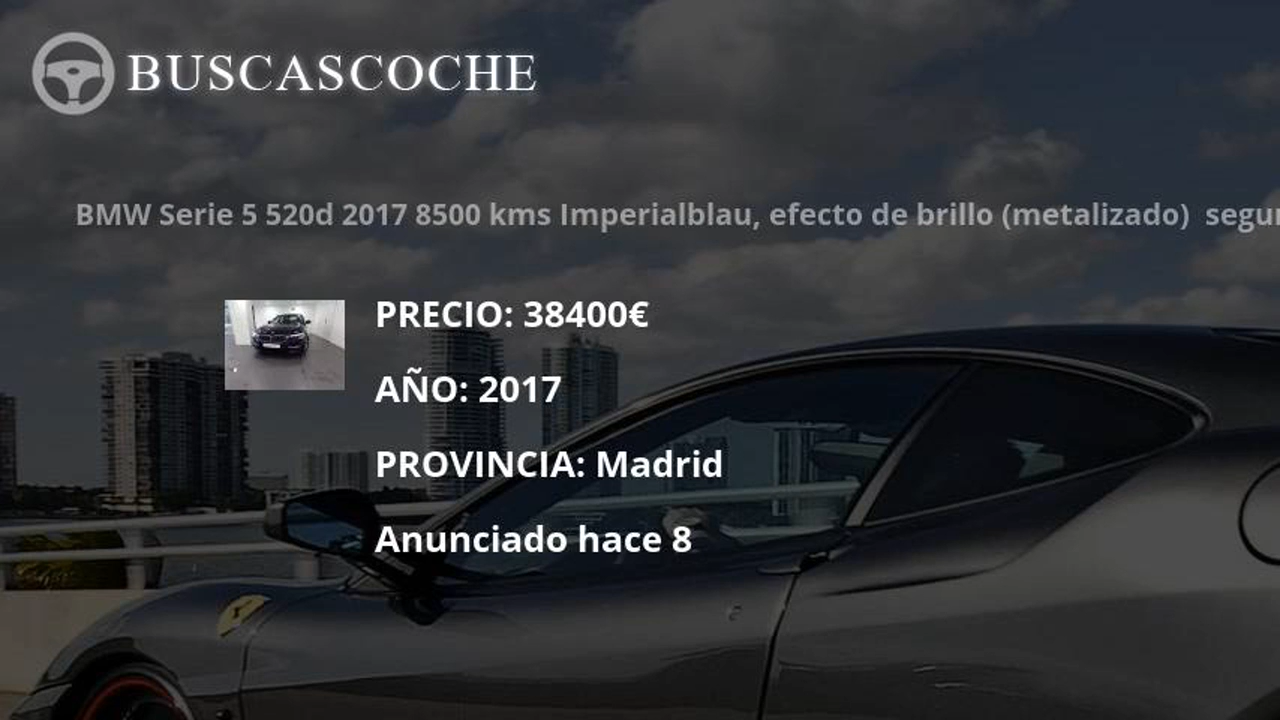 BUSCASCOCHE
BMW Serie 5 520d 2017 8500 kms Imperialblau, efecto de brillo (metalizado) segu
PRECIO: 38400€
AÑO: 2017
PROVINCIA: Madrid
Anunciado hace 8